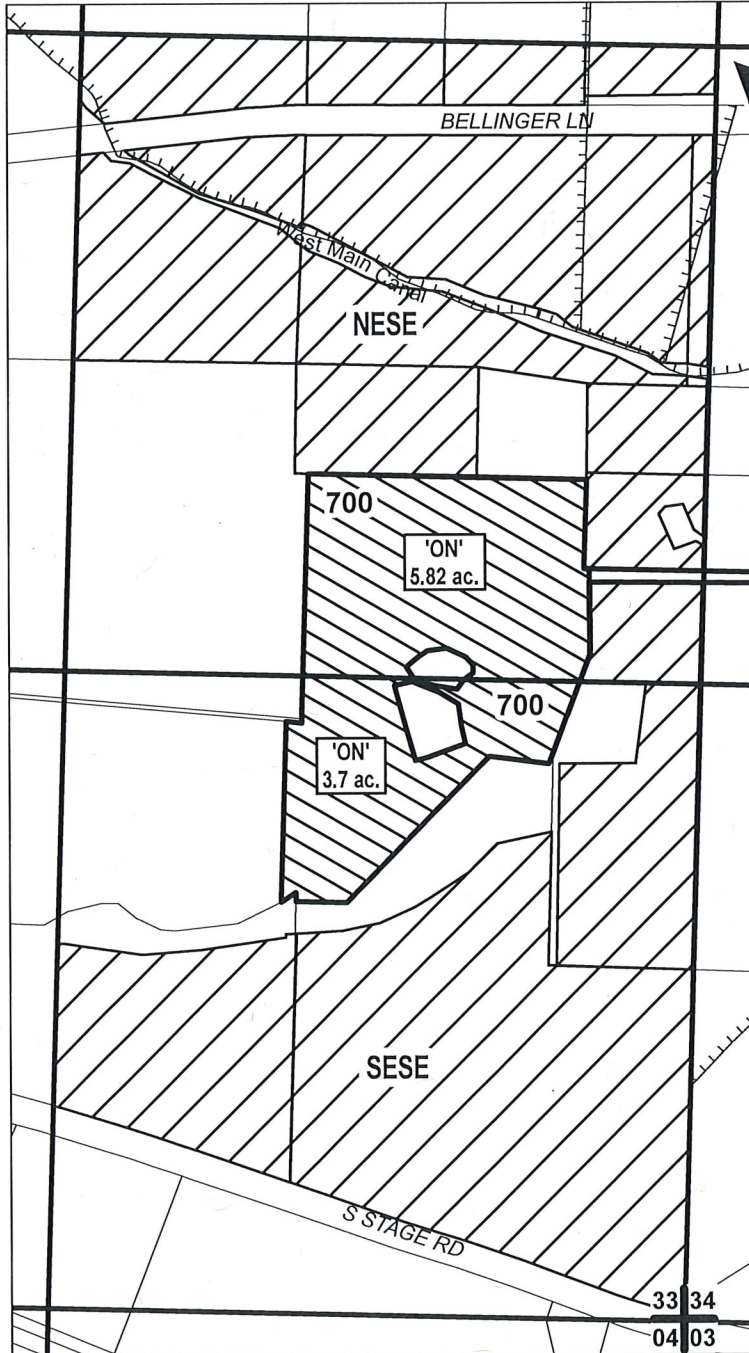 BELLINGER LN
West Main Canal
NESE
700
'ON'
5.82 ac.
700
'ON'
3.7 ac.
SESE
S STAGE RD
33 34
04 03